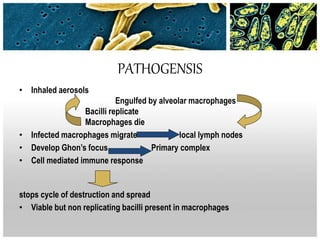 PATHOGENSIS
• Inhaled aerosols
Engulfed by alveolar macrophages
Bacilli replicate
Macrophages die
• Infected macrophages migrate local lymph nodes
• Develop Ghon's focus Primary complex
• Cell mediated immune response
stops cycle of destruction and spread
• Viable but non replicating bacilli present in macrophages